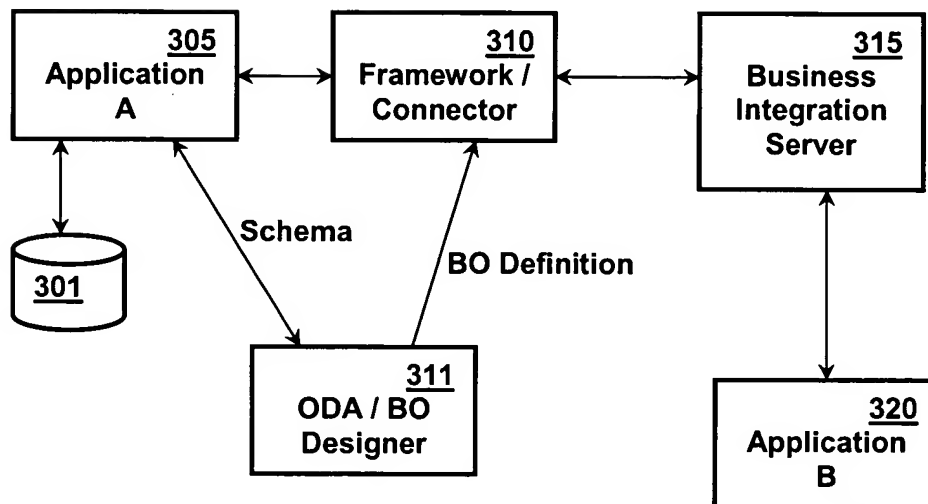 305
Application
A
310
Framework /
Connector
315
Business
Integration
Server
Schema
BO Definition
301
311
ODA / BO
Designer
320
Application
B